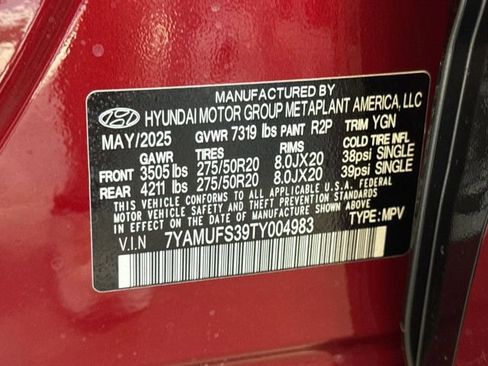 MANUFACTURED BY
HYUNDAI MOTOR GROUP METAPLANT AMERICA, LLC
MAY/2025 GVWR 7319 lbs PAINT R2P TRIM YGN
GAWR TIRES RIMS COLD TIRE INFL
FRONT 3505 lbs 275/50R20 8.0JX20 38psi SINGLE
REAR 4211 lbs 275/50R20 8.0JX20 39psi SINGLE
THIS VEHICLE CONFORMS TO ALL APPLICABLE U.S.A. FEDERAL
MOTOR VEHICLE SAFETY, BUMPER, AND THEFT PREVENTION
STANDARDS IN EFFECT ON THE DATE OF MANUFACTURE SHOWN ABOVE.
V.I.N 7YAMUFS39TY004983 TYPE: MPV